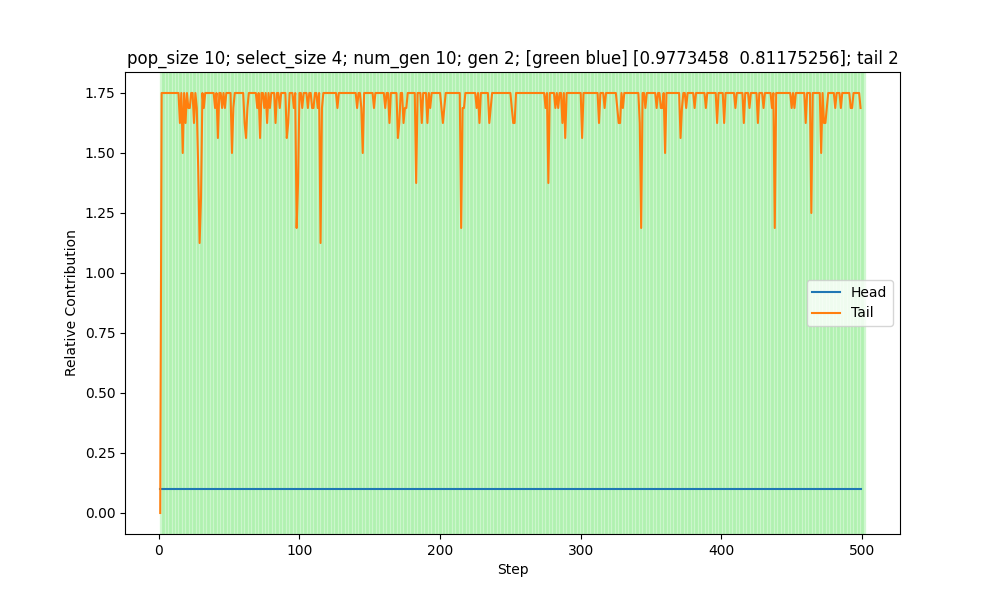 pop_size 10; select_size 4; num_gen 10; gen 2; [green blue] [0.9773458  0.81175256]; tail 2
1.75
1.50
1.25
1.00
0.75
0.50
0.25
0.00
Relative Contribution
Head
Tail
0 100 200 300 400 500
Step